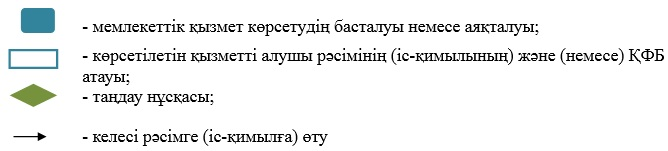 - мемлекеттік қызмет көрсетудің басталуы немесе аяқталуы;
- көрсетілетін қызметті алушы рәсімінің (іс-қимылының) және (немесе) ҚФБ
атауы;
- таңдау нұсқасы;
- келесі рәсімге (іс-қимылға) өту